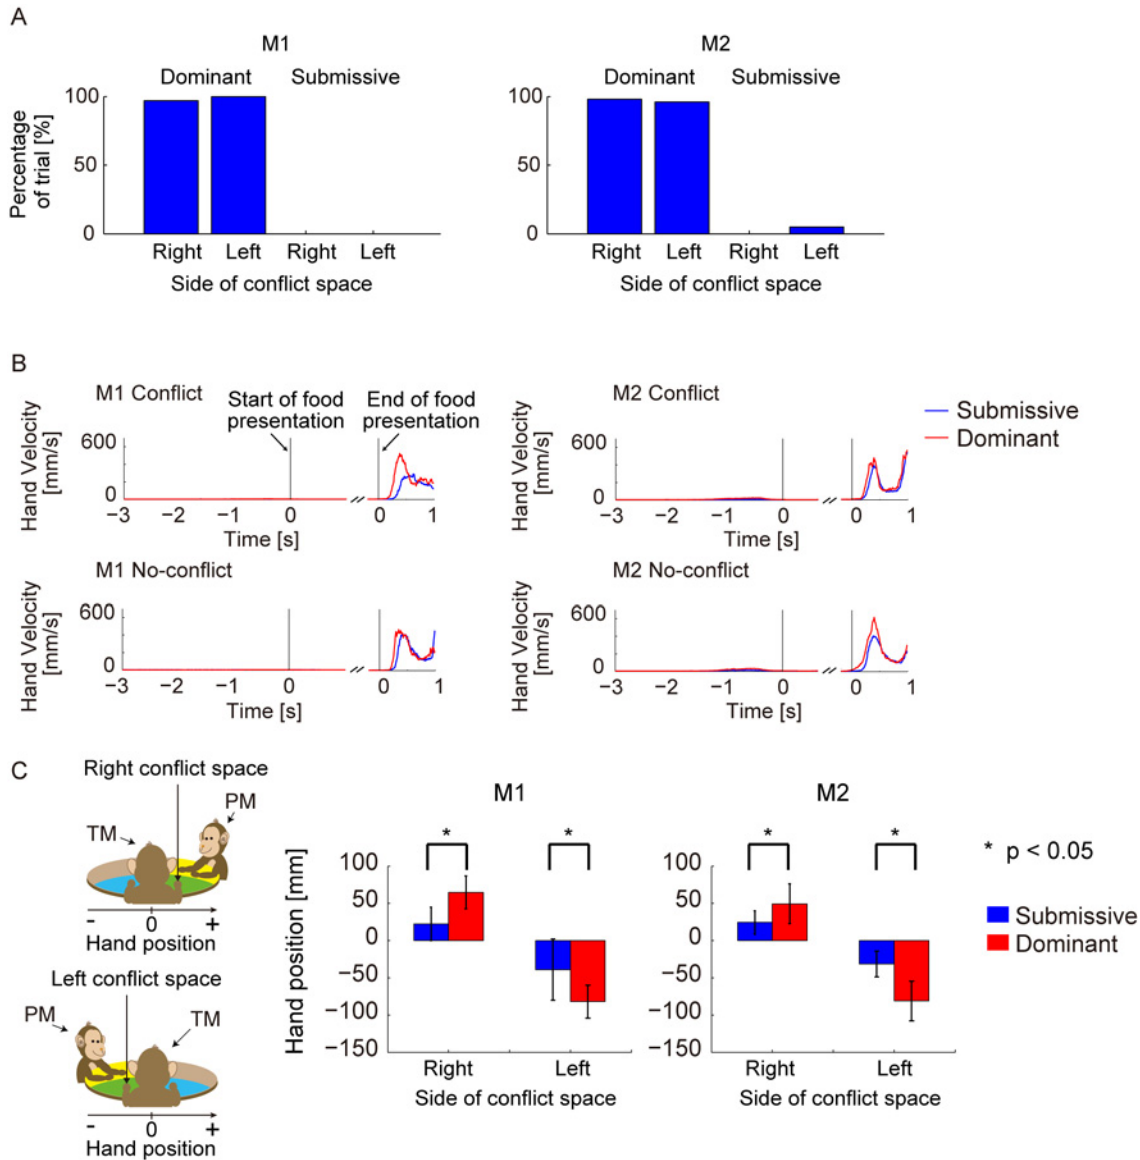 A
M1
M2
Dominant Submissive
Dominant Submissive
Percentage
of trial [%]
100
50
0
Right Left Right Left
Side of conflict space
100
50
0
Right Left Right Left
Side of conflict space
B
M1 Conflict
Start of food
presentation
End of food
presentation
M2 Conflict
Submissive
Dominant
Hand Velocity
[mm/s]
600
0
−3 −2 −1 0 0 1
Time [s]
Hand Velocity
[mm/s]
600
0
−3 −2 −1 0 0 1
Time [s]
M1 No-conflict
Hand Velocity
[mm/s]
600
0
−3 −2 −1 0 0 1
Time [s]
M2 No-conflict
Hand Velocity
[mm/s]
600
0
−3 −2 −1 0 0 1
Time [s]
C
Right conflict space
PM
TM
- 0 +
Hand position
Left conflict space
PM
TM
- 0 +
Hand position
M1
M2
* *
* *
* p < 0.05
Submissive
Dominant
Hand position [mm]
100
50
0
−50
−100
−150
Right Left
Side of conflict space
100
50
0
−50
−100
−150
Right Left
Side of conflict space